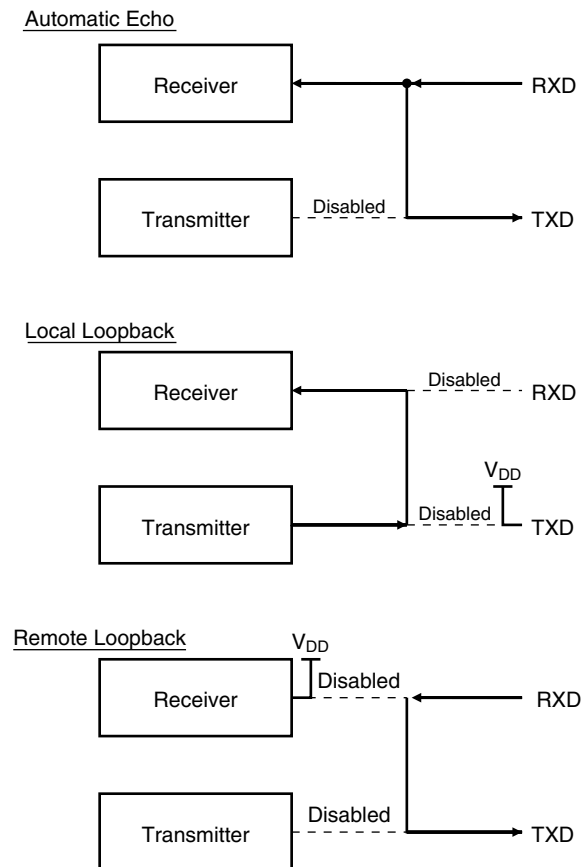 Automatic Echo
Receiver
RXD
Transmitter
Disabled
TXD
Local Loopback
Receiver
Disabled
RXD
VDD
Transmitter
Disabled
TXD
Remote Loopback
VDD
Receiver
Disabled
RXD
Transmitter
Disabled
TXD